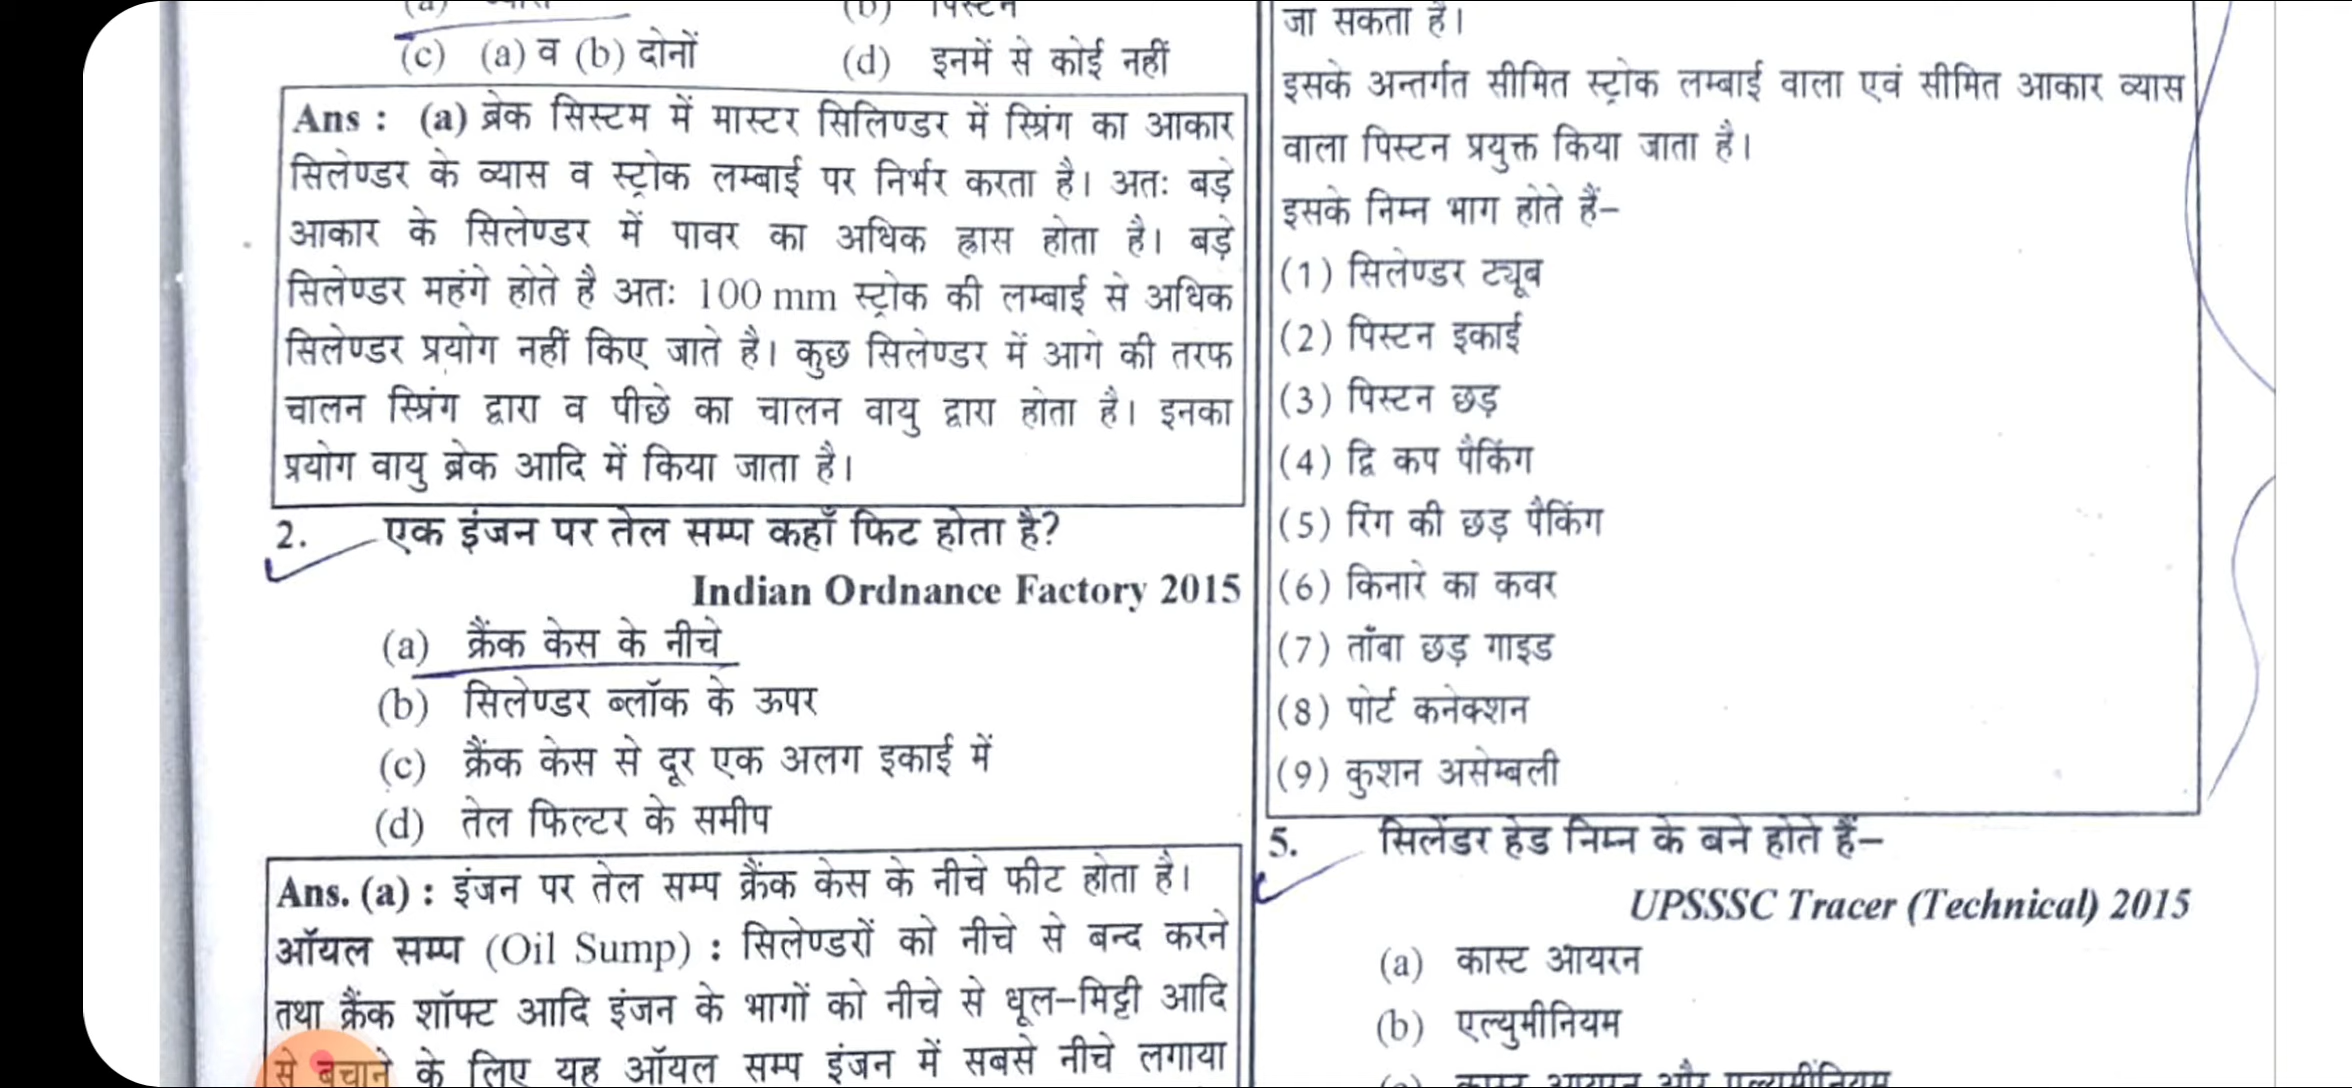 (c) (a) व (b) दोनों (d) इनमें से कोई नहीं
Ans : (a) ब्रेक सिस्टम में मास्टर सिलिण्डर में स्प्रिंग का आकार
सिलेण्डर के व्यास व स्ट्रोक लम्बाई पर निर्भर करता है। अतः बड़े
आकार के सिलेण्डर में पावर का अधिक ह्रास होता है। बड़े
सिलेण्डर महंगे होते है अतः 100 mm स्ट्रोक की लम्बाई से अधिक
सिलेण्डर प्रयोग नहीं किए जाते है। कुछ सिलेण्डर में आगे की तरफ
चालन स्प्रिंग द्वारा व पीछे का चालन वायु द्वारा होता है। इनका
प्रयोग वायु ब्रेक आदि में किया जाता है।
2. एक इंजन पर तेल सम्प कहाँ फिट होता है?
Indian Ordnance Factory 2015
(a) क्रैंक केस के नीचे
(b) सिलेण्डर ब्लॉक के ऊपर
(c) क्रैंक केस से दूर एक अलग इकाई में
(d) तेल फिल्टर के समीप
Ans. (a) : इंजन पर तेल सम्प क्रैंक केस के नीचे फीट होता है।
ऑयल सम्प (Oil Sump) : सिलेण्डरों को नीचे से बन्द करने
तथा क्रैंक शॉफ्ट आदि इंजन के भागों को नीचे से धूल-मिट्टी आदि
से बचाने के लिए यह ऑयल सम्प इंजन में सबसे नीचे लगाया
जा सकता है।
इसके अन्तर्गत सीमित स्ट्रोक लम्बाई वाला एवं सीमित आकार व्यास
वाला पिस्टन प्रयुक्त किया जाता है।
इसके निम्न भाग होते हैं–
(1) सिलेण्डर ट्यूब
(2) पिस्टन इकाई
(3) पिस्टन छड़
(4) द्वि कप पैकिंग
(5) रिंग की छड़ पैकिंग
(6) किनारे का कवर
(7) ताँबा छड़ गाइड
(8) पोर्ट कनेक्शन
(9) कुशन असेम्बली
5. सिलेंडर हेड निम्न के बने होते हैं–
UPSSSC Tracer (Technical) 2015
(a) कास्ट आयरन
(b) एल्युमीनियम